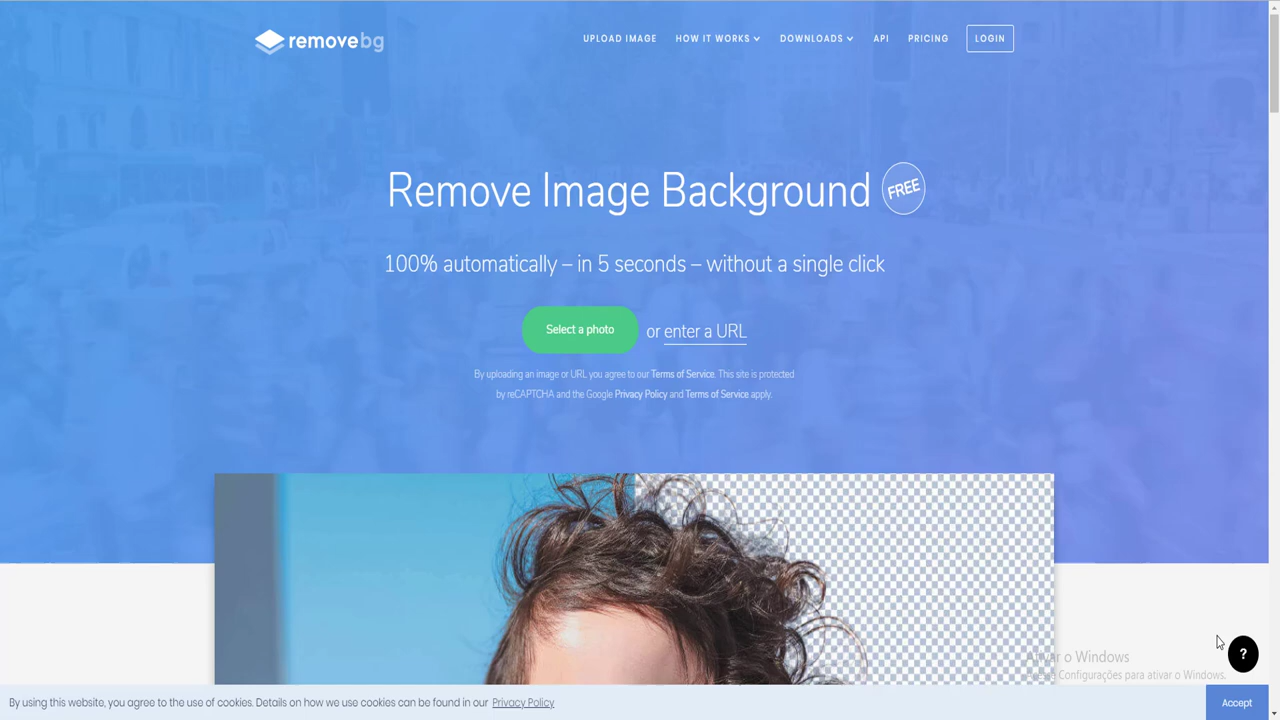 removebg
UPLOAD IMAGE HOW IT WORKS DOWNLOADS API PRICING LOGIN
Remove Image Background FREE
100% automatically – in 5 seconds – without a single click
Select a photo or enter a URL
By uploading an image or URL you agree to our Terms of Service. This site is protected
by reCAPTCHA and the Google Privacy Policy and Terms of Service apply.
Ativar o Windows
Configurações para ativar o Windows.
?
By using this website, you agree to the use of cookies. Details on how we use cookies can be found in our Privacy Policy
Accept